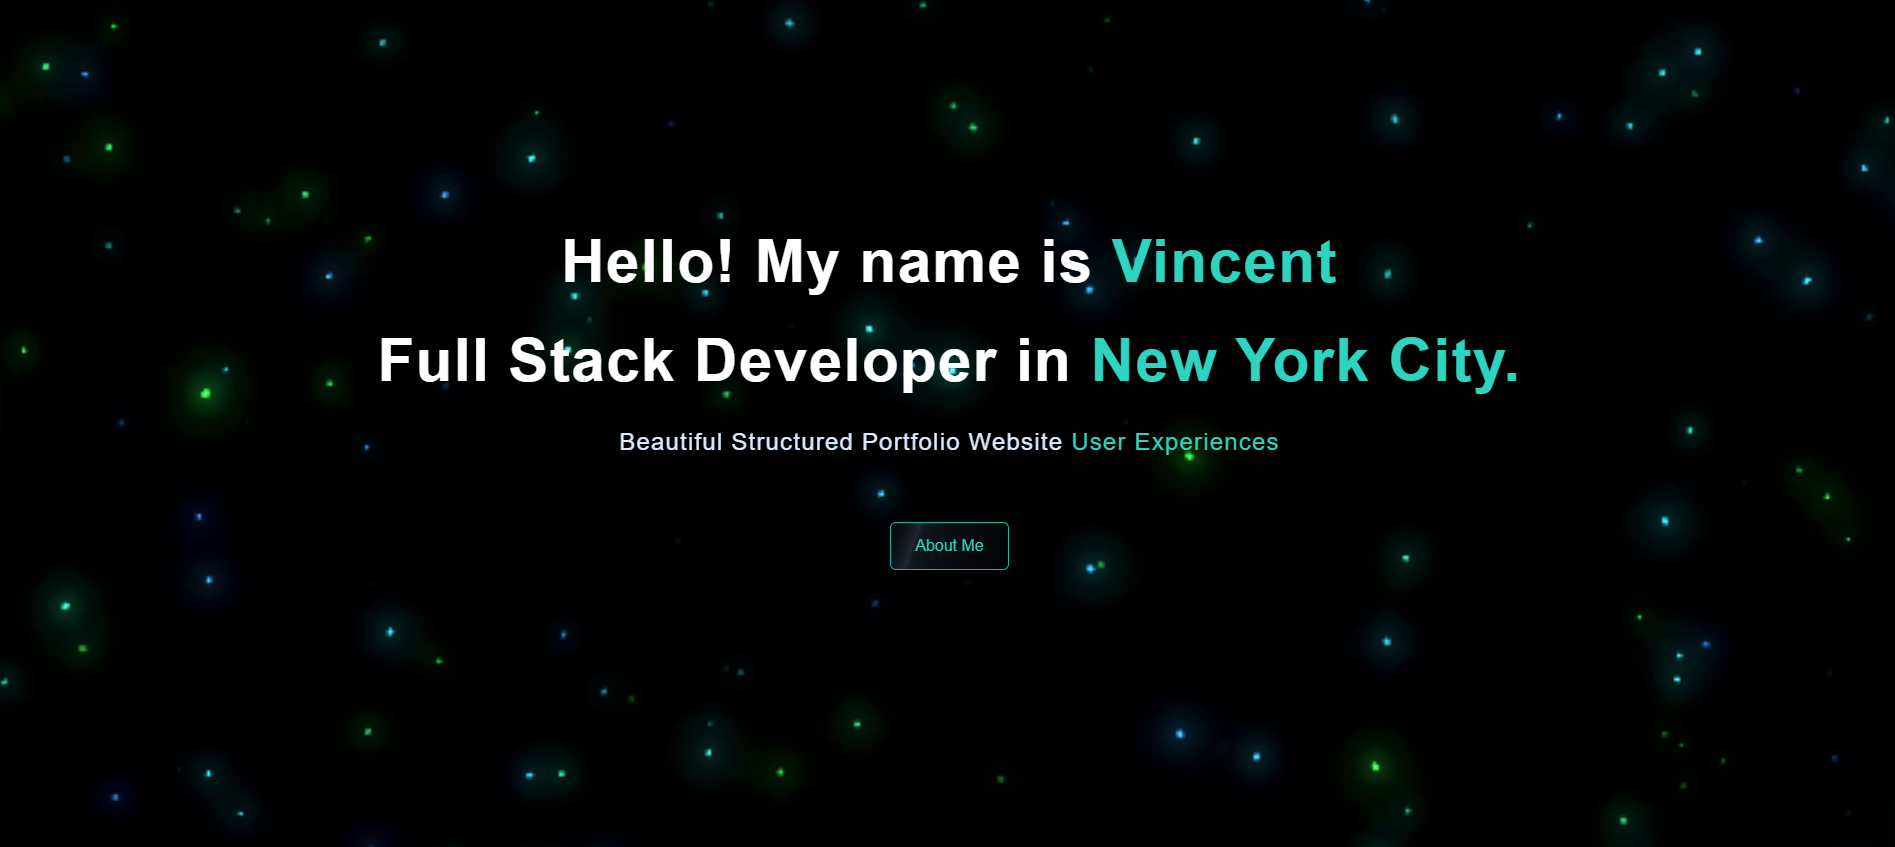 Hello! My name is Vincent
Full Stack Developer in New York City.
Beautiful Structured Portfolio Website User Experiences
About Me